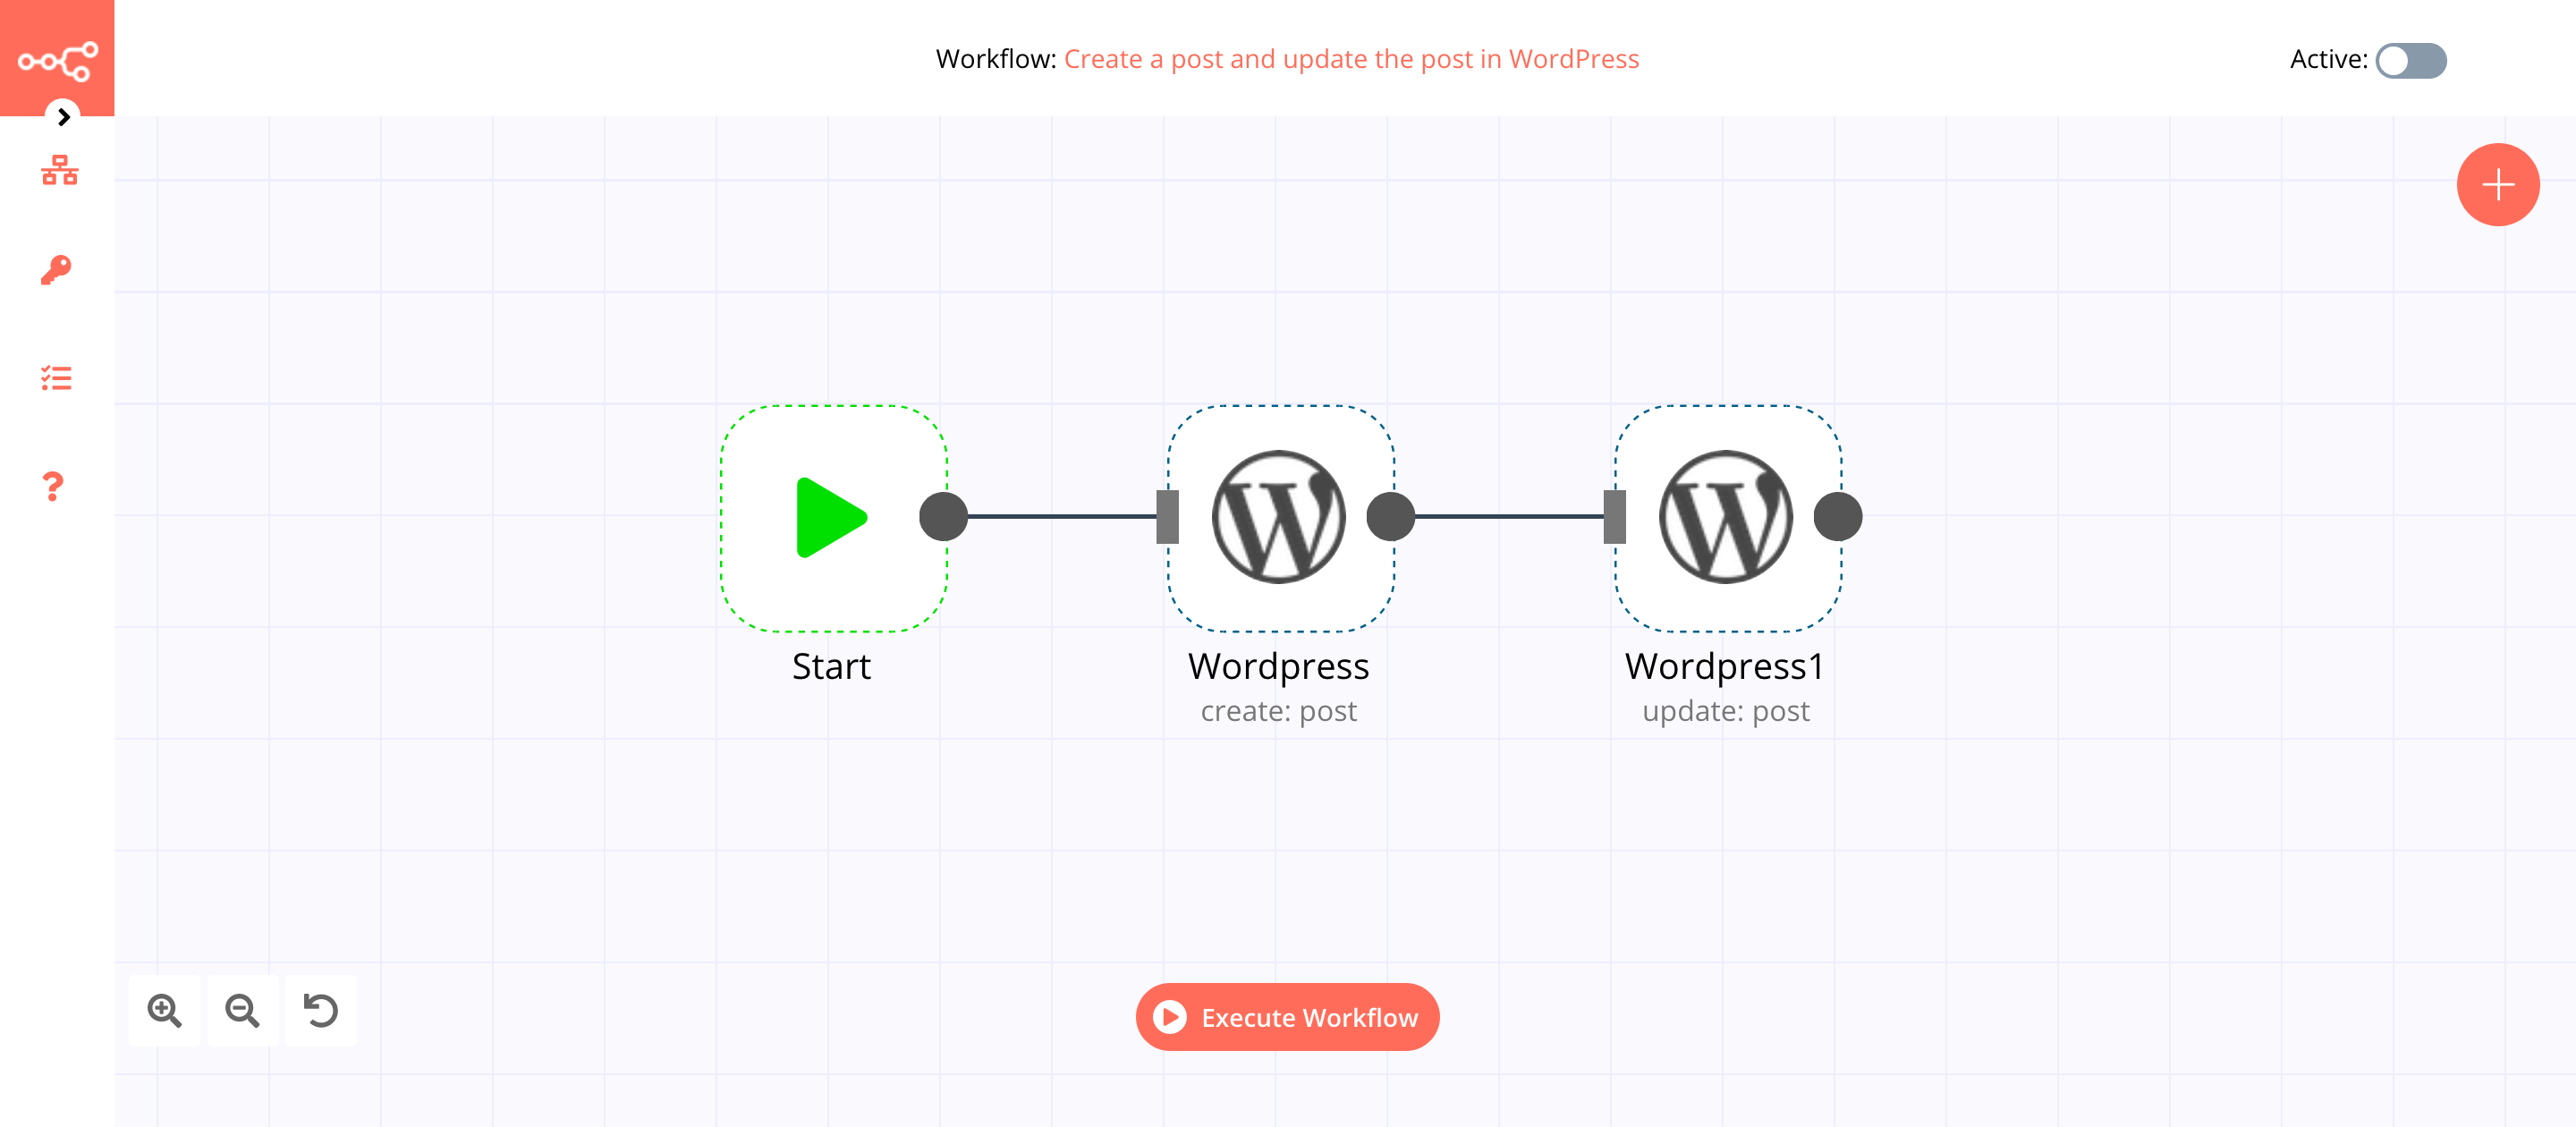 Workflow: Create a post and update the post in WordPress
Active:
Start
Wordpress
create: post
Wordpress1
update: post
Execute Workflow